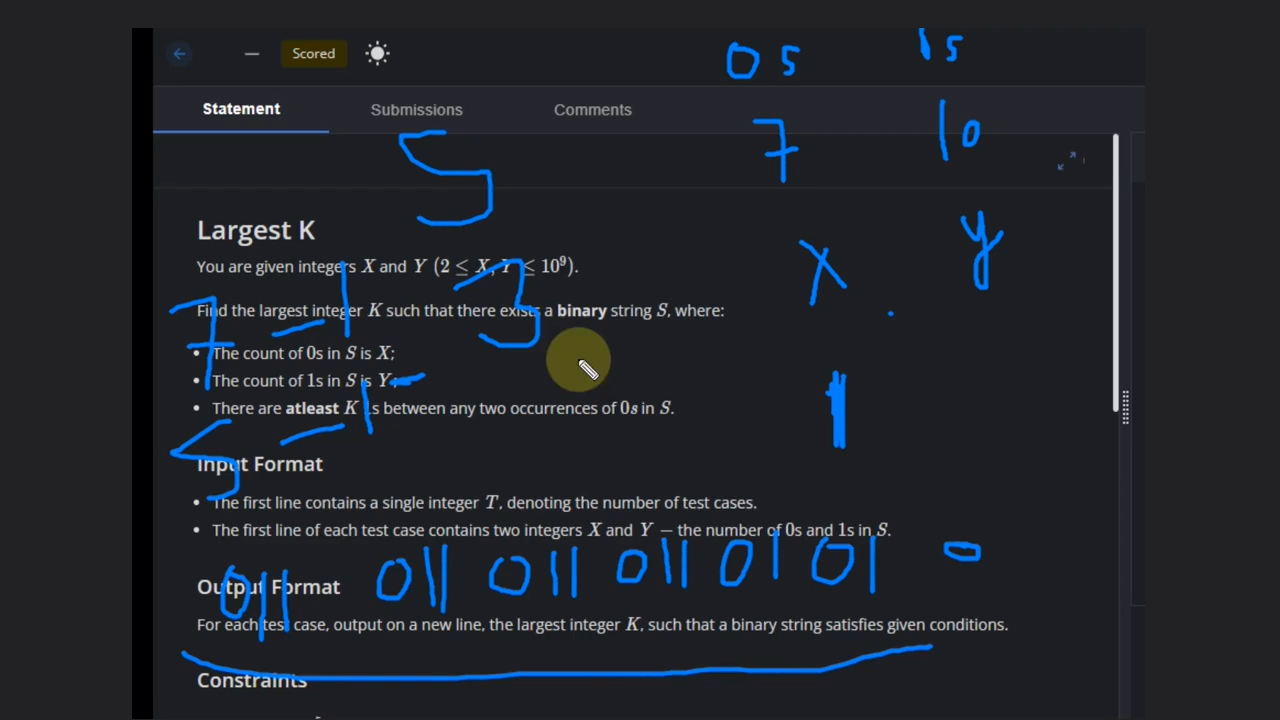 0 s 1s
Scored
Statement Submissions Comments
7 10
5
Largest K
X y
You are given integers X and Y (2 ≤ X, Y ≤ 10⁹).
3
7 - 1
Find the largest integer K such that there exists a binary string S, where:
• The count of 0s in S is X;
• The count of 1s in S is Y;
• There are atleast K 1s between any two occurrences of 0s in S.
5 - 1
Input Format
• The first line contains a single integer T, denoting the number of test cases.
• The first line of each test case contains two integers X and Y – the number of 0s and 1s in S.
011 011 011 011 01 01 0
Output Format
For each test case, output on a new line, the largest integer K, such that a binary string satisfies given conditions.
Constraints